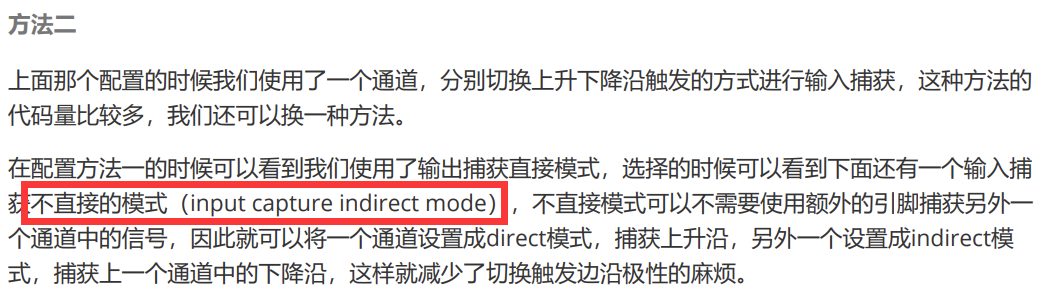 方法二
上面那个配置的时候我们使用了一个通道，分别切换上升下降沿触发的方式进行输入捕获，这种方法的
代码量比较多，我们还可以换一种方法。
在配置方法一的时候可以看到我们使用了输出捕获直接模式，选择的时候可以看到下面还有一个输入捕
获不直接的模式（input capture indirect mode），不直接模式可以不需要使用额外的引脚捕获另外一
个通道中的信号，因此就可以将一个通道设置成direct模式，捕获上升沿，另外一个设置成indirect模
式，捕获上一个通道中的下降沿，这样就减少了切换触发边沿极性的麻烦。